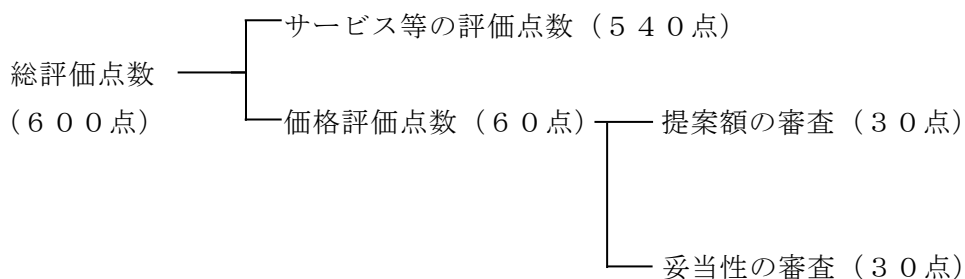 サービス等の評価点数（５４０点）
総評価点数
（６００点）
価格評価点数（６０点）
提案額の審査（３０点）
妥当性の審査（３０点）